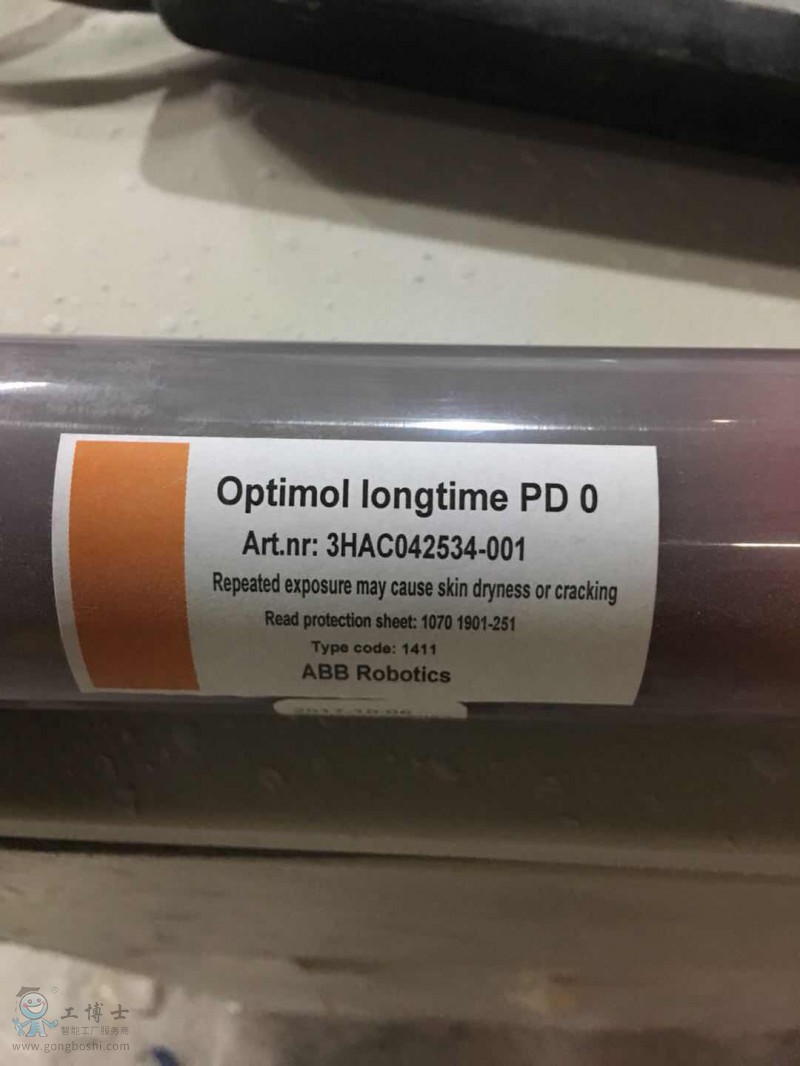 Optimol longtime PD 0
Art.nr: 3HAC042534-001
Repeated exposure may cause skin dryness or cracking
Read protection sheet: 1070 1901-251
Type code: 1411
ABB Robotics
工博士
智能工厂服务商
www.gongboshi.com